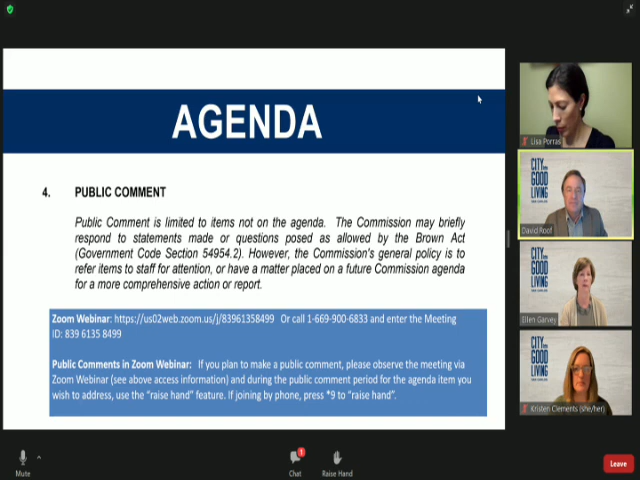 AGENDA
4. PUBLIC COMMENT
Public Comment is limited to items not on the agenda. The Commission may briefly
respond to statements made or questions posed as allowed by the Brown Act
(Government Code Section 54954.2). However, the Commission's general policy is to
refer items to staff for attention, or have a matter placed on a future Commission agenda
for a more comprehensive action or report.
Zoom Webinar: https://us02web.zoom.us/j/83961358499 Or call 1-669-900-6833 and enter the Meeting
ID: 839 6135 8499
Public Comments in Zoom Webinar: If you plan to make a public comment, please observe the meeting via
Zoom Webinar (see above access information) and during the public comment period for the agenda item you
wish to address, use the "raise hand" feature. If joining by phone, press *9 to "raise hand".
Lisa Porras
CITY
GOOD
LIVING
David Roof
CITY
GOOD
LIVING
Ellen Garvey
CITY
GOOD
LIVING
Kristen Clements (she/her)
Mute
1
Chat
Raise Hand
Leave